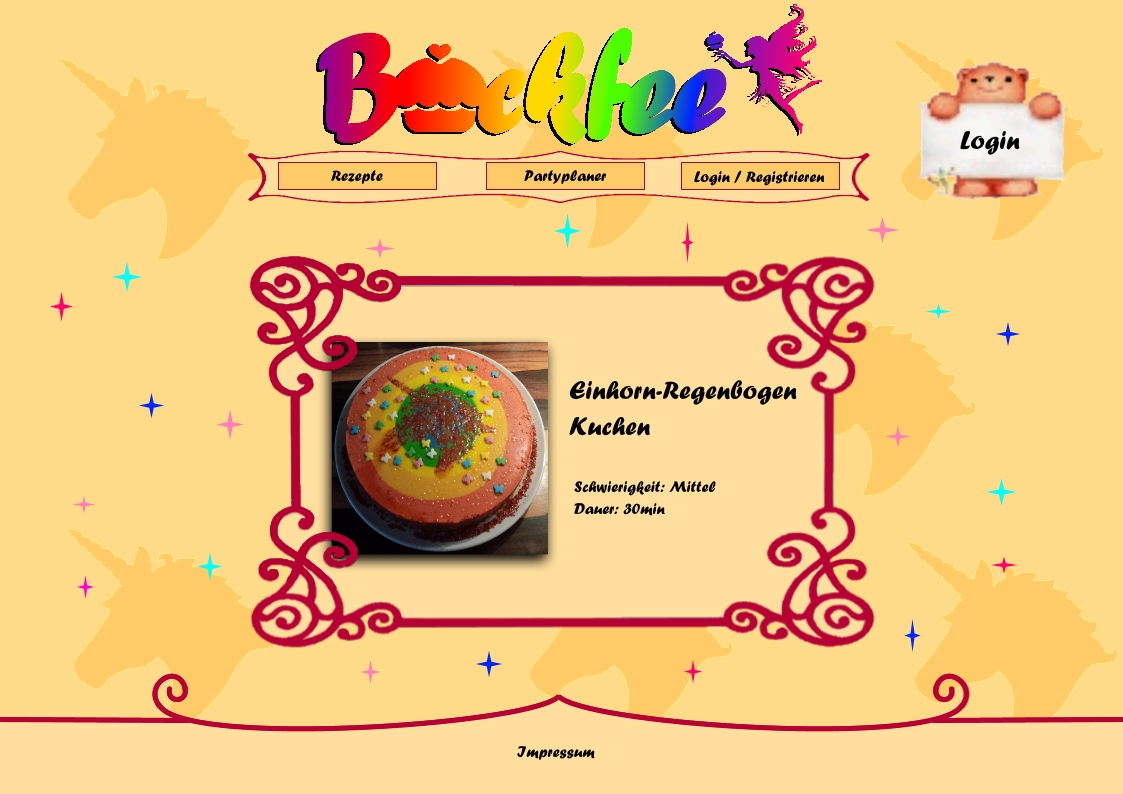 Backfee
Login
Rezepte
Partyplaner
Login / Registrieren
Einhorn-Regenbogen
Kuchen
Schwierigkeit: Mittel
Dauer: 30min
Impressum